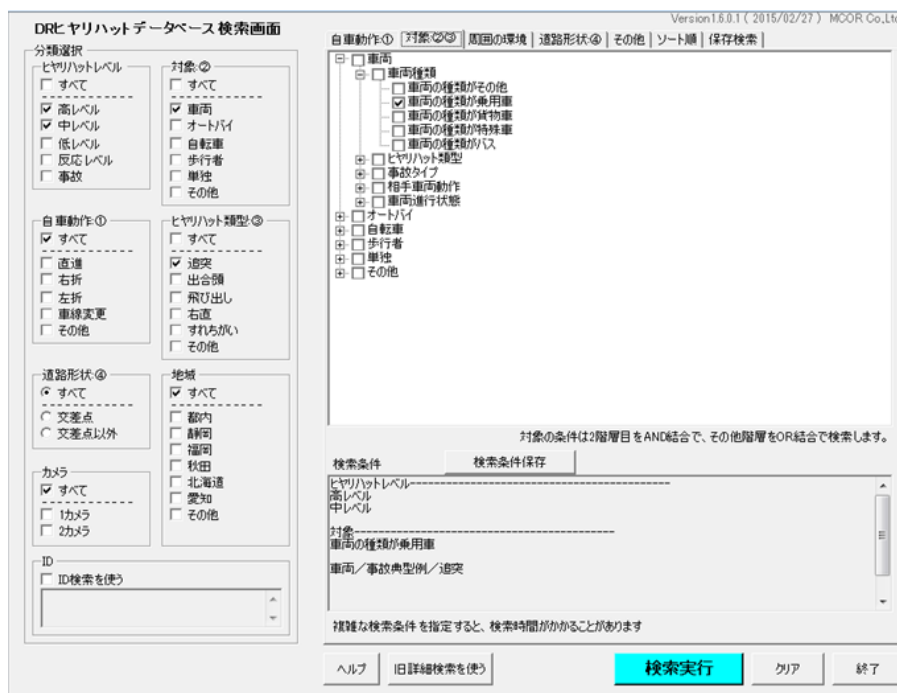 Version1.6.0.1 ( 2015/02/27 ) MCOR Co.,Ltd
DRヒヤリハットデータベース 検索画面
分類選択
ヒヤリハットレベル
すべて
高レベル
中レベル
低レベル
反応レベル
事故
対象:②
すべて
車両
オートバイ
自転車
歩行者
単独
その他
自車動作:①
すべて
直進
右折
左折
車線変更
その他
ヒヤリハット類型:③
すべて
追突
出合頭
飛び出し
右直
すれちがい
その他
道路形状:④
すべて
交差点
交差点以外
地域
すべて
都内
静岡
福岡
秋田
北海道
愛知
その他
カメラ
すべて
1カメラ
2カメラ
ID
ID検索を使う
自車動作:① 対象:②③ 周囲の環境 道路形状:④ その他 ソート順 保存検索
車両
車両種類
車両の種類がその他
車両の種類が乗用車
車両の種類が貨物車
車両の種類が特殊車
車両の種類がバス
ヒヤリハット類型
事故タイプ
相手車両動作
車両進行状態
オートバイ
自転車
歩行者
単独
その他
対象の条件は2階層目をAND結合で、その他階層をOR結合で検索します。
検索条件 検索条件保存
ヒヤリハットレベル--------------------------------------------------
高レベル
中レベル
対象--------------------------------------------------
車両の種類が乗用車
車両／事故典型例／追突
複雑な検索条件を指定すると、検索時間がかかることがあります
ヘルプ 旧詳細検索を使う 検索実行 クリア 終了